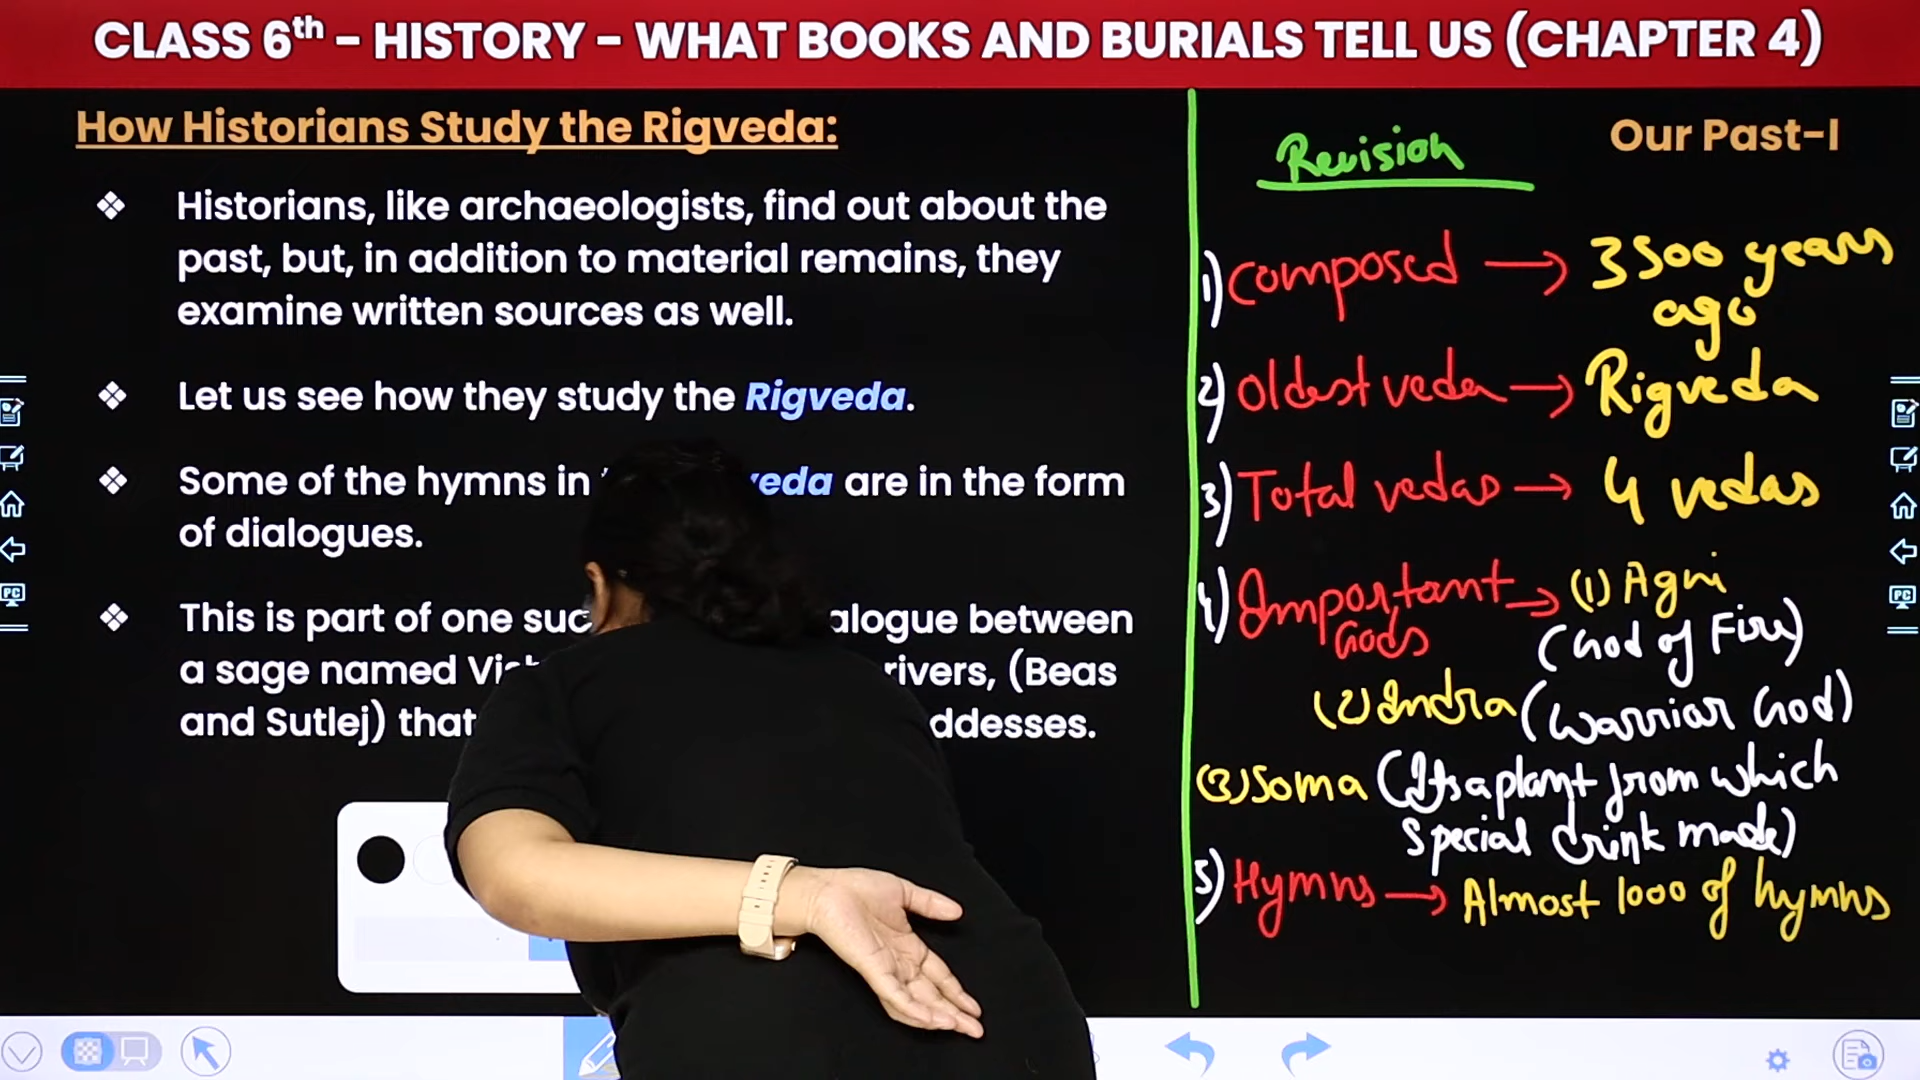 CLASS 6th - HISTORY - WHAT BOOKS AND BURIALS TELL US (CHAPTER 4)
How Historians Study the Rigveda:
❖ Historians, like archaeologists, find out about the
past, but, in addition to material remains, they
examine written sources as well.
❖ Let us see how they study the Rigveda.
❖ Some of the hymns in veda are in the form
of dialogues.
❖ This is part of one suc alogue between
a sage named Vi rivers, (Beas
and Sutlej) that ddesses.
Our Past-I
Revision
1) Composed → 3500 years
ago
2) Oldest veda → Rigveda
3) Total vedas → 4 vedas
4) Important → (1) Agni
Gods (God of Fire)
(2) Indra (Warrior God)
(3) Soma (Its a plant from which
special drink made)
5) Hymns → Almost 1000 of hymns
PC
PC